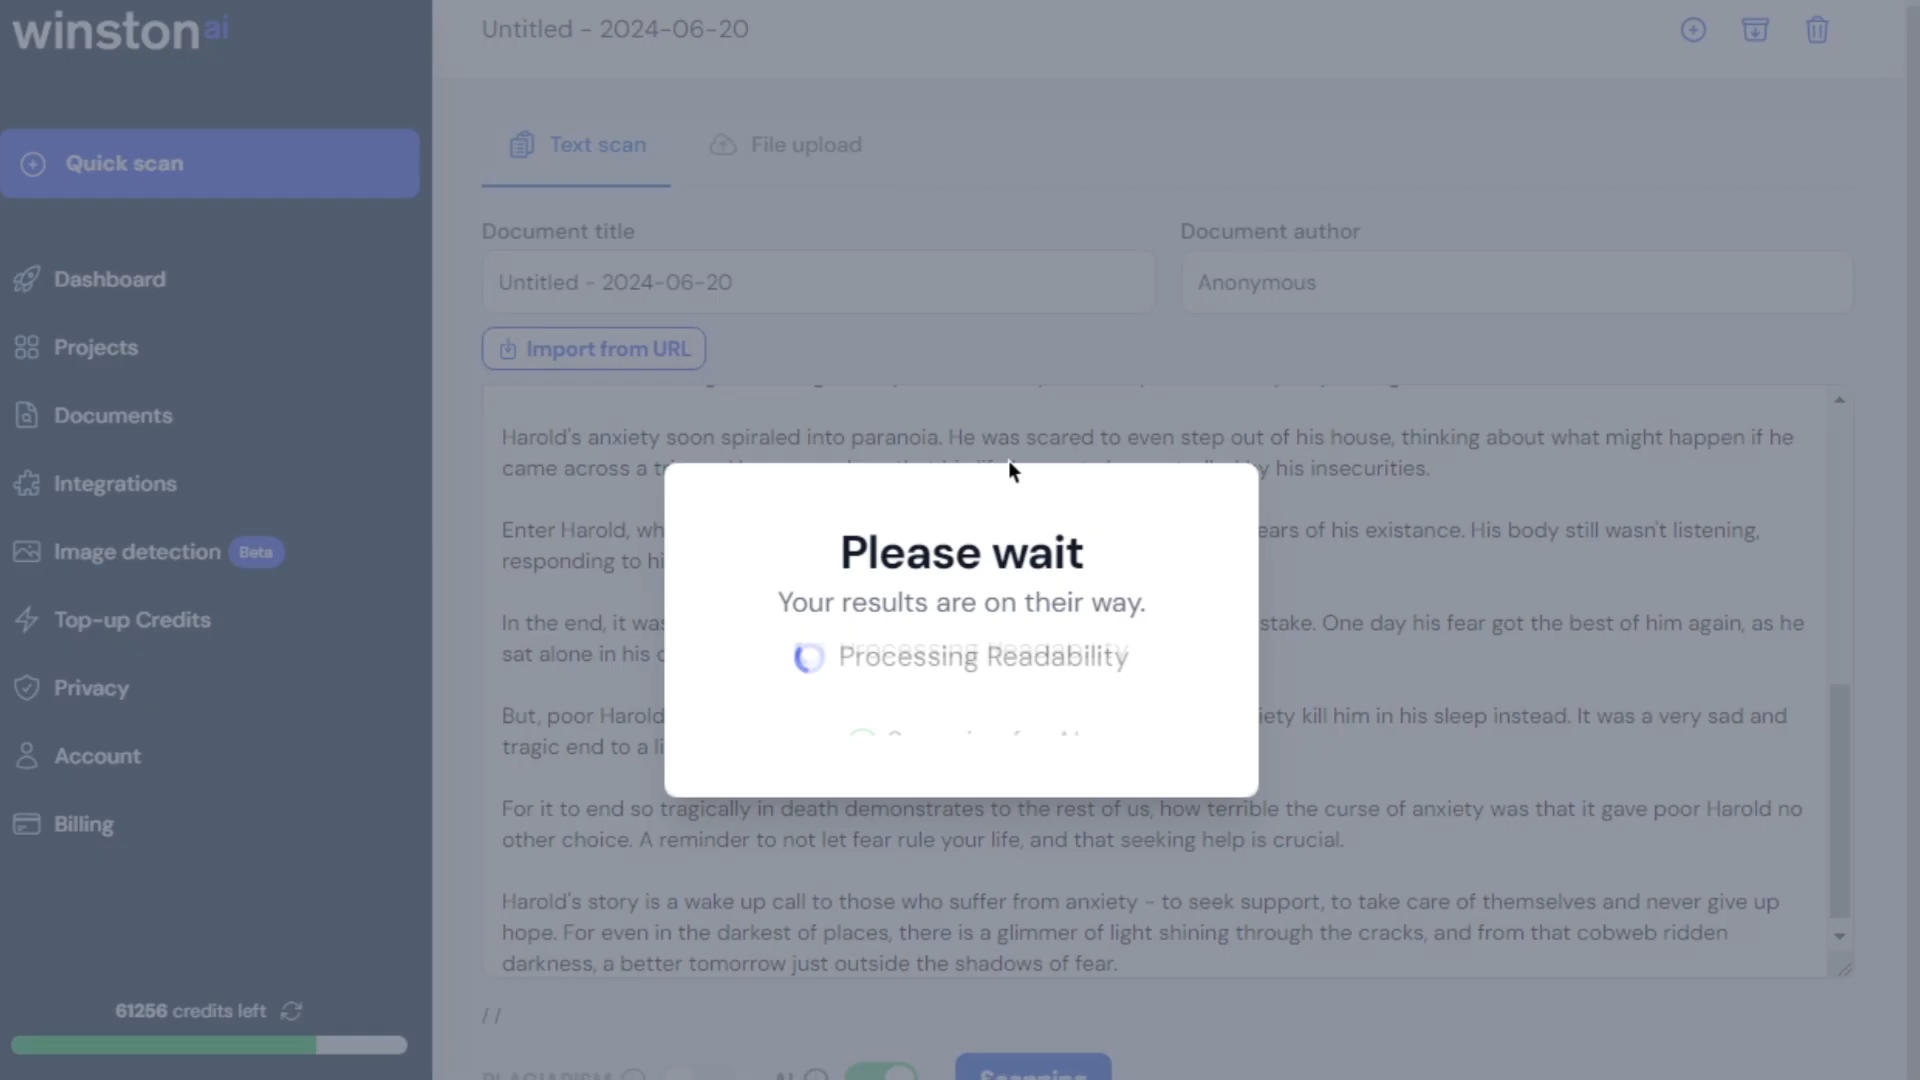 winston ai
Untitled - 2024-06-20
Quick scan
Text scan
File upload
Dashboard
Projects
Documents
Integrations
Image detection Beta
Top-up Credits
Privacy
Account
Billing
61256 credits left
Document title
Document author
Untitled - 2024-06-20
Anonymous
Import from URL
Harold's anxiety soon spiraled into paranoia. He was scared to even step out of his house, thinking about what might happen if he
came across a by his insecurities.
Enter Harold, of his existance. His body still wasn't listening,
responding to
In the end, it stake. One day his fear got the best of him again, as he
sat alone in his
But, poor Harold kill him in his sleep instead. It was a very sad and
tragic end to a
For it to end so tragically in death demonstrates to the rest of us, how terrible the curse of anxiety was that it gave poor Harold no
other choice. A reminder to not let fear rule your life, and that seeking help is crucial.
Harold's story is a wake up call to those who suffer from anxiety - to seek support, to take care of themselves and never give up
hope. For even in the darkest of places, there is a glimmer of light shining through the cracks, and from that cobweb ridden
darkness, a better tomorrow just outside the shadows of fear.
Please wait
Your results are on their way.
Processing Readability
//
PLAGIARISM
AI
Scanning